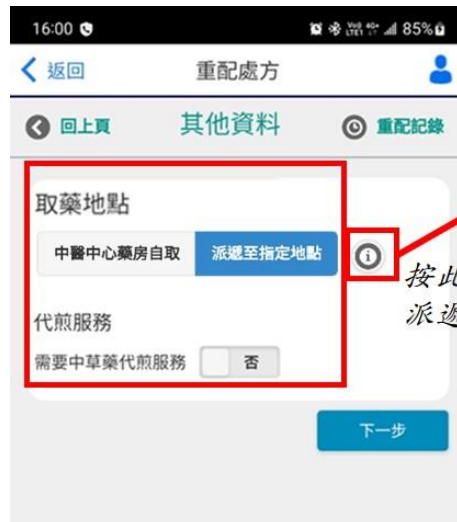 16:00 VoD 4G+ LTE1 85%
返回 重配處方
回上頁 其他資料 重配記錄
取藥地點
中醫中心藥房自取 派遞至指定地點
按此
派遞
代煎服務
需要中草藥代煎服務 否
下一步